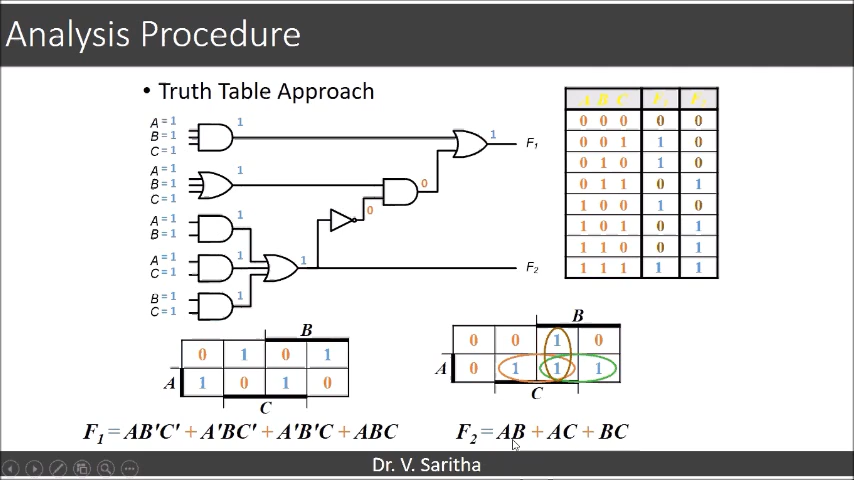 Analysis Procedure
• Truth Table Approach
A = 1
B = 1
C = 1
1
A = 1
B = 1
C = 1
1
A = 1
B = 1
1
A = 1
C = 1
1
B = 1
C = 1
1
1
0
0
1
F1
F2
A B C F1 F2
0 0 0 0 0
0 0 1 1 0
0 1 0 1 0
0 1 1 0 1
1 0 0 1 0
1 0 1 0 1
1 1 0 0 1
1 1 1 1 1
B
0 1 0 1
A 1 0 1 0
C
B
0 0 1 0
A 0 1 1 1
C
F1 = AB'C' + A'BC' + A'B'C + ABC
F2 = AB + AC + BC
Dr. V. Saritha